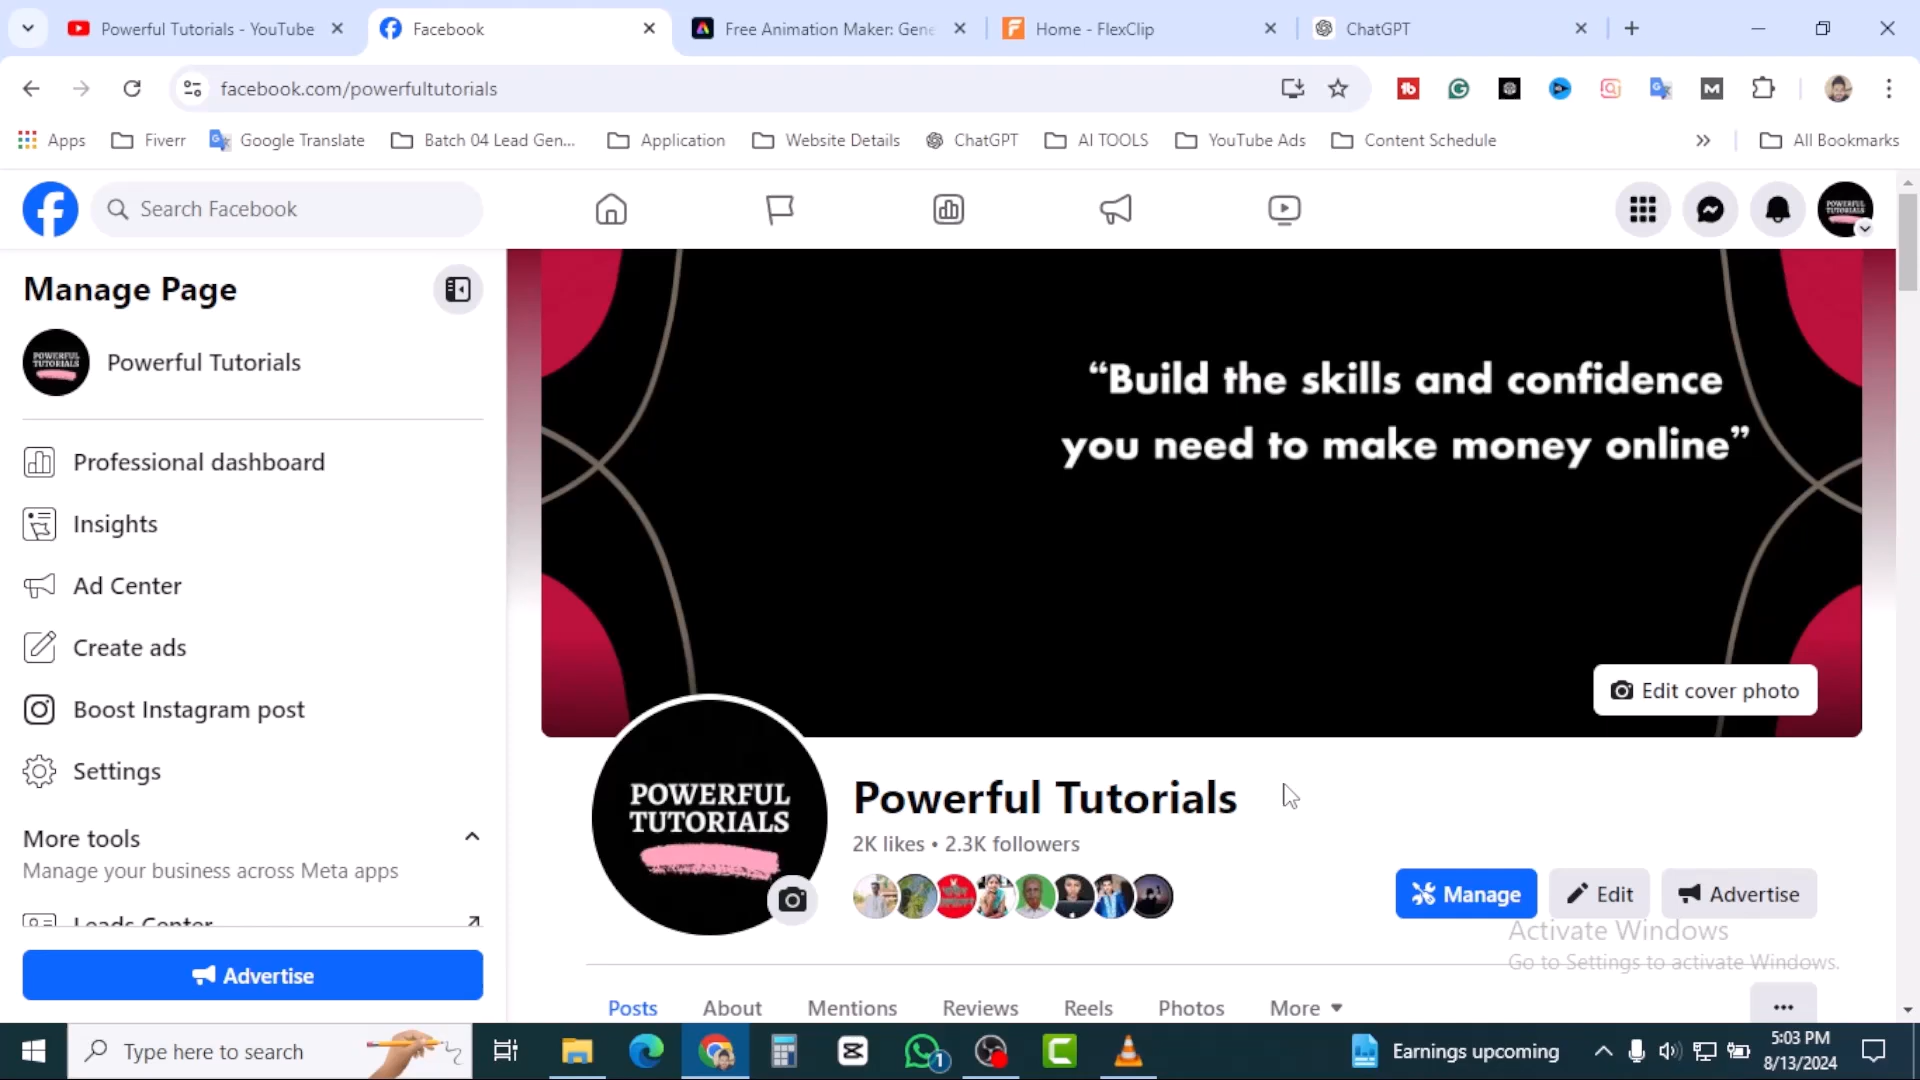 Powerful Tutorials - YouTube
Facebook
Free Animation Maker: Gene
Home - FlexClip
ChatGPT
facebook.com/powerfultutorials
Apps
Fiverr
Google Translate
Batch 04 Lead Gen...
Application
Website Details
ChatGPT
AI TOOLS
YouTube Ads
Content Schedule
All Bookmarks
Search Facebook
Manage Page
Powerful Tutorials
Professional dashboard
Insights
Ad Center
Create ads
Boost Instagram post
Settings
More tools
Manage your business across Meta apps
Leads Center
Advertise
“Build the skills and confidence
you need to make money online”
Edit cover photo
POWERFUL
TUTORIALS
Powerful Tutorials
2K likes • 2.3K followers
Manage
Edit
Advertise
Activate Windows
Go to Settings to activate Windows.
Posts
About
Mentions
Reviews
Reels
Photos
More
Type here to search
1
Earnings upcoming
5:03 PM
8/13/2024